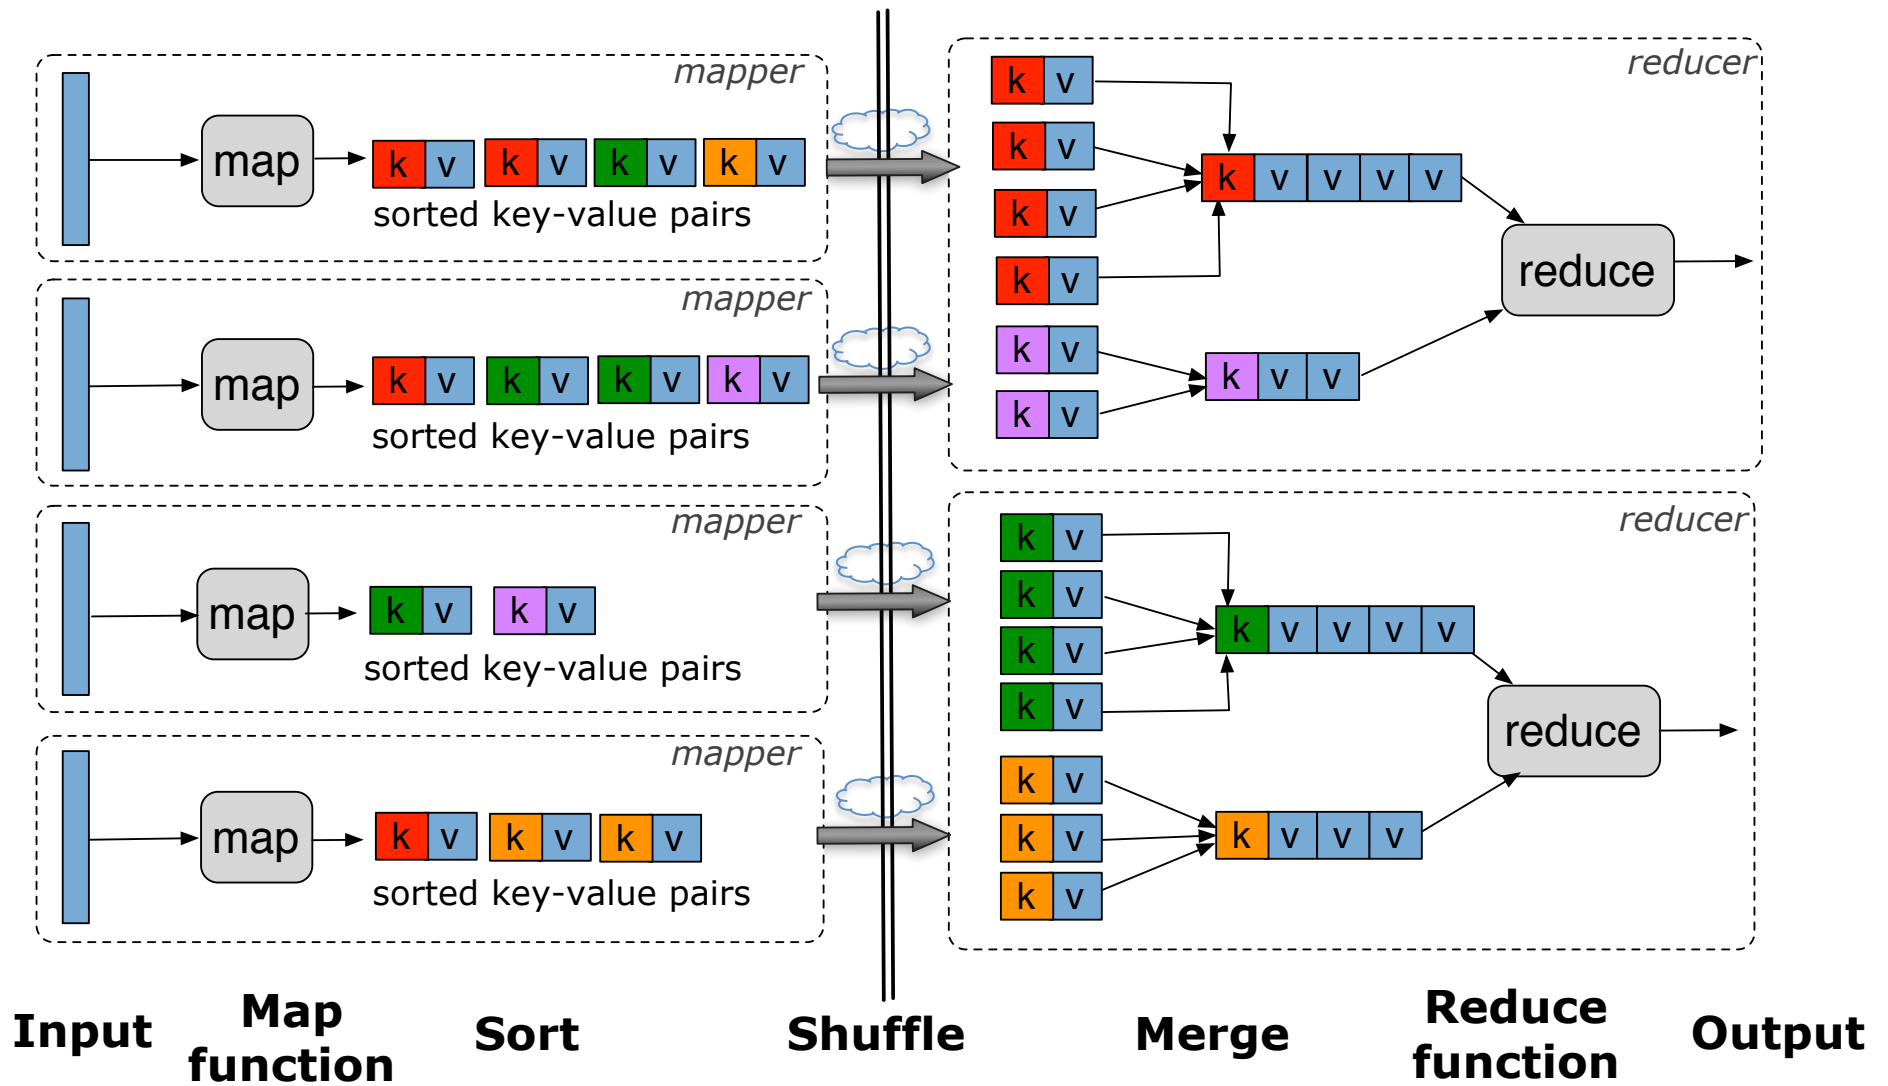 mapper
map
k v k v k v k v
sorted key-value pairs
mapper
map
k v k v k v k v
sorted key-value pairs
mapper
map
k v k v
sorted key-value pairs
mapper
map
k v k v k v
sorted key-value pairs
reducer
k v
k v
k v
k v
k v v v v
k v
k v
k v v
reduce
reducer
k v
k v
k v
k v
k v v v v
k v
k v
k v
k v v v
reduce
Input
Map
function
Sort
Shuffle
Merge
Reduce
function
Output